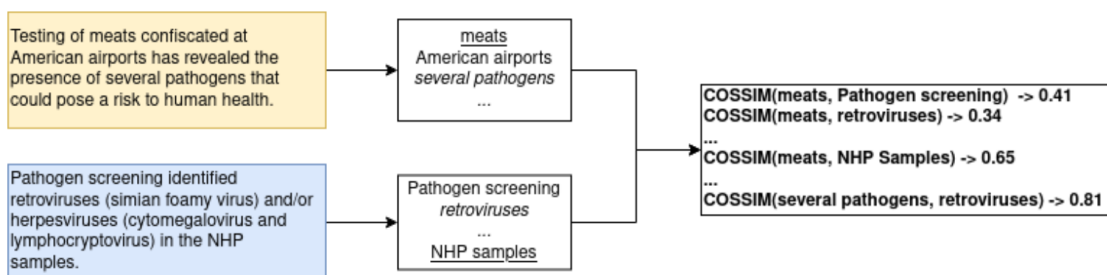 Testing of meats confiscated at
American airports has revealed the
presence of several pathogens that
could pose a risk to human health.
meats
American airports
several pathogens
...
Pathogen screening identified
retroviruses (simian foamy virus) and/or
herpesviruses (cytomegalovirus and
lymphocryptovirus) in the NHP
samples.
Pathogen screening
retroviruses
...
NHP samples
COSSIM(meats, Pathogen screening) -> 0.41
COSSIM(meats, retroviruses) -> 0.34
...
COSSIM(meats, NHP Samples) -> 0.65
...
COSSIM(several pathogens, retroviruses) -> 0.81